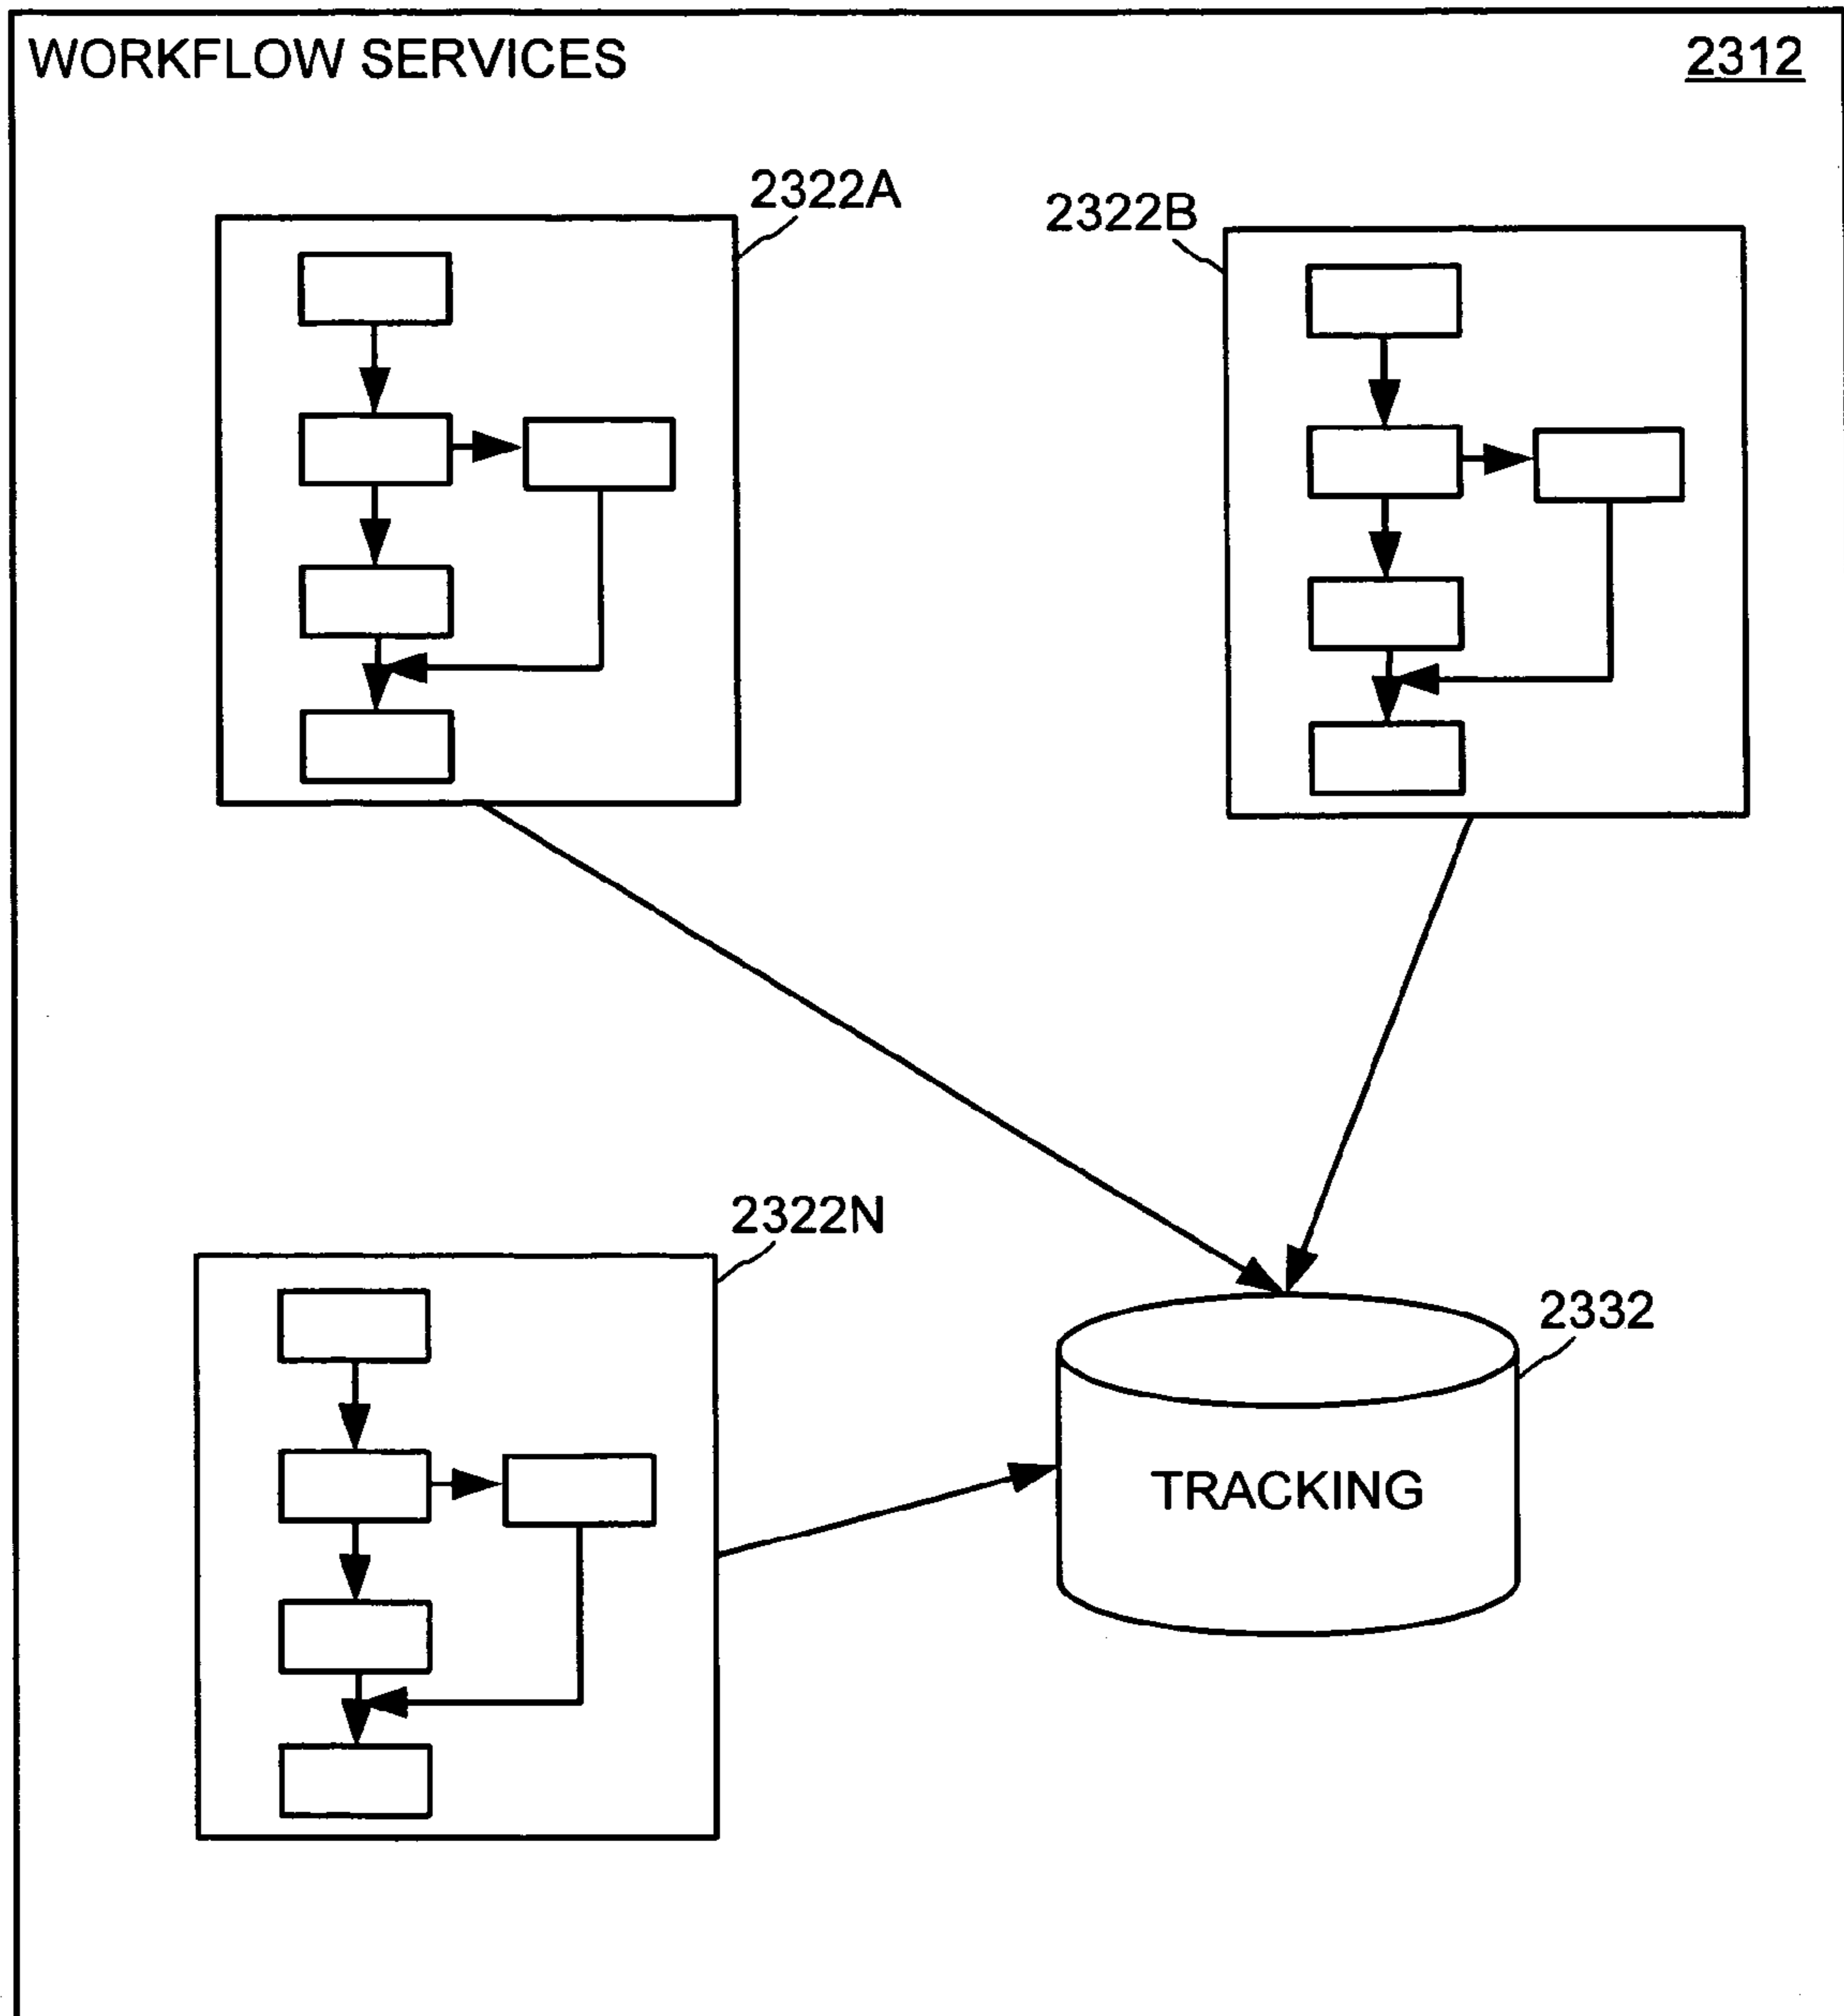 WORKFLOW SERVICES
2312
2322A
2322B
2322N
2332
TRACKING